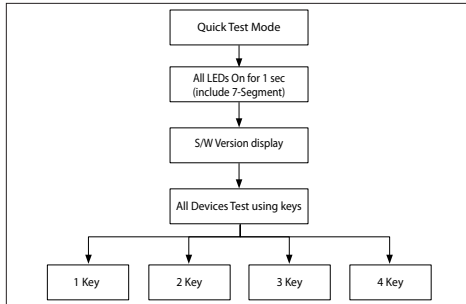 Quick Test Mode
All LEDs On for 1 sec
(include 7-Segment)
S/W Version display
All Devices Test using keys
1 Key
2 Key
3 Key
4 Key